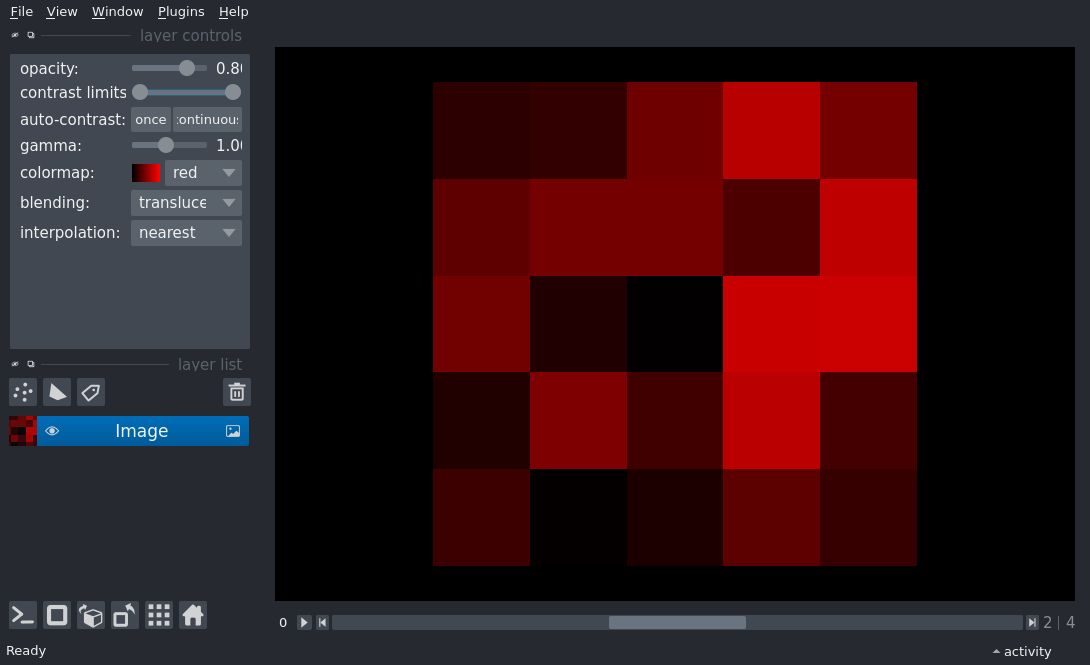 File View Window Plugins Help
layer controls
opacity: 0.80
contrast limits
auto-contrast: once continuous
gamma: 1.00
colormap: red
blending: transluce
interpolation: nearest
layer list
Image
0 2 | 4
Ready activity